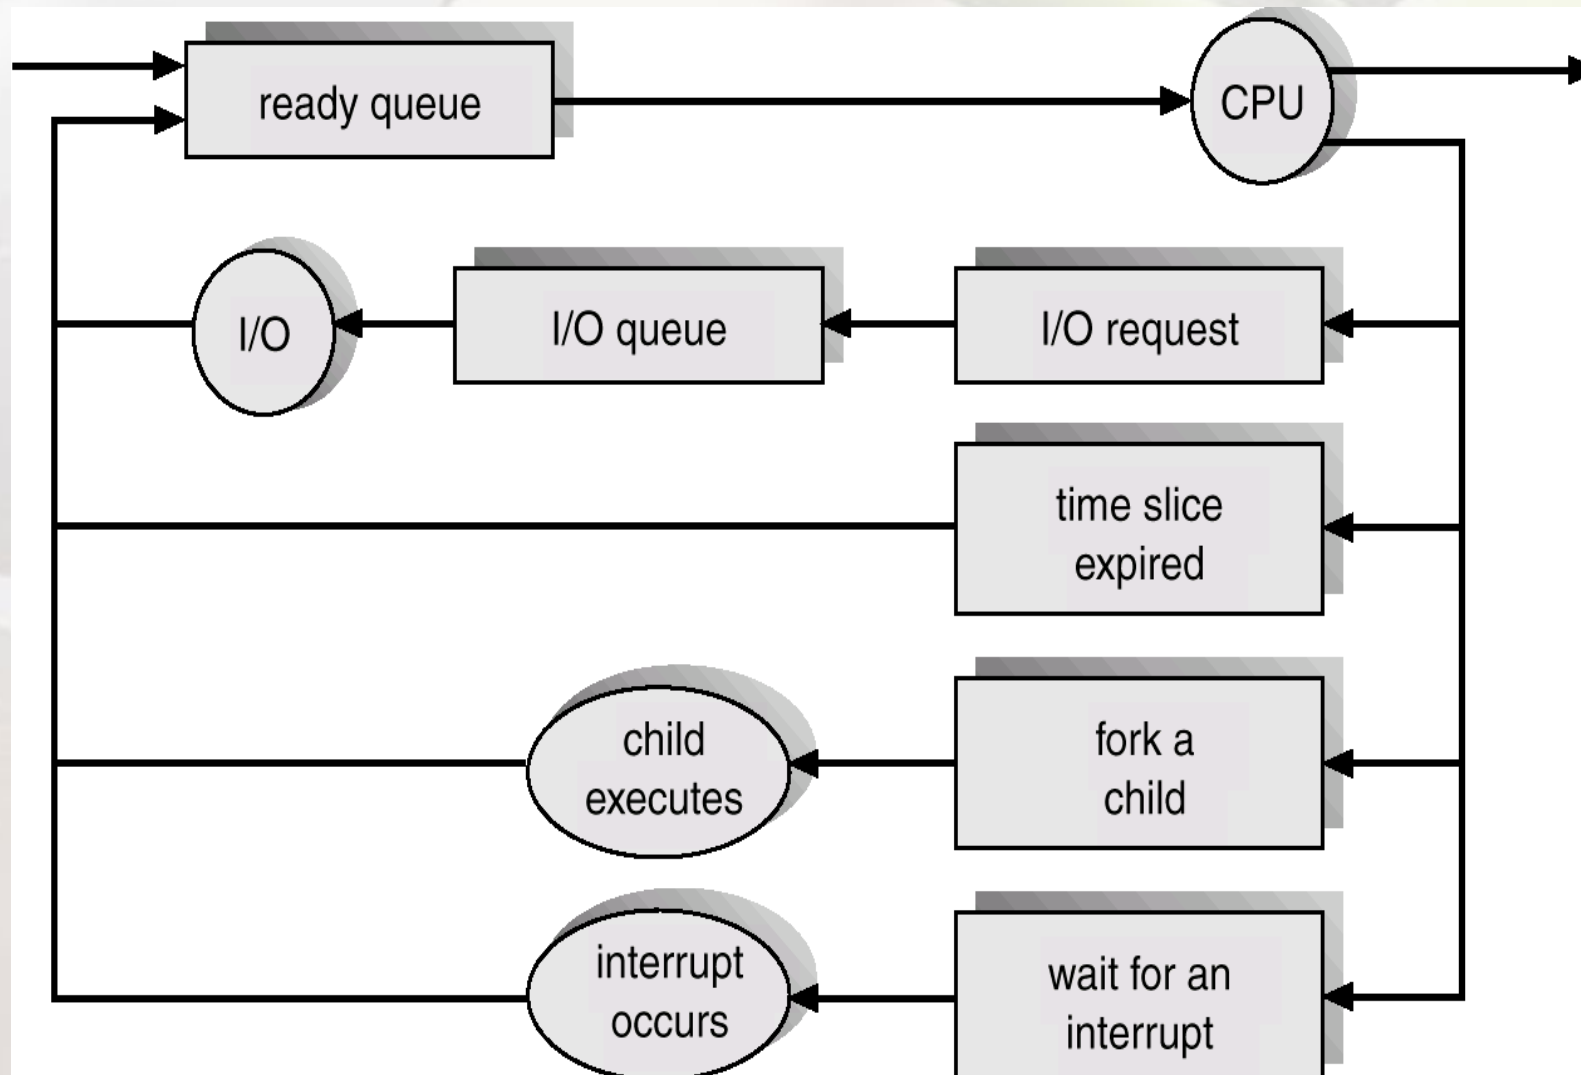 ready queue
CPU
I/O
I/O queue
I/O request
time slice
expired
child
executes
fork a
child
interrupt
occurs
wait for an
interrupt